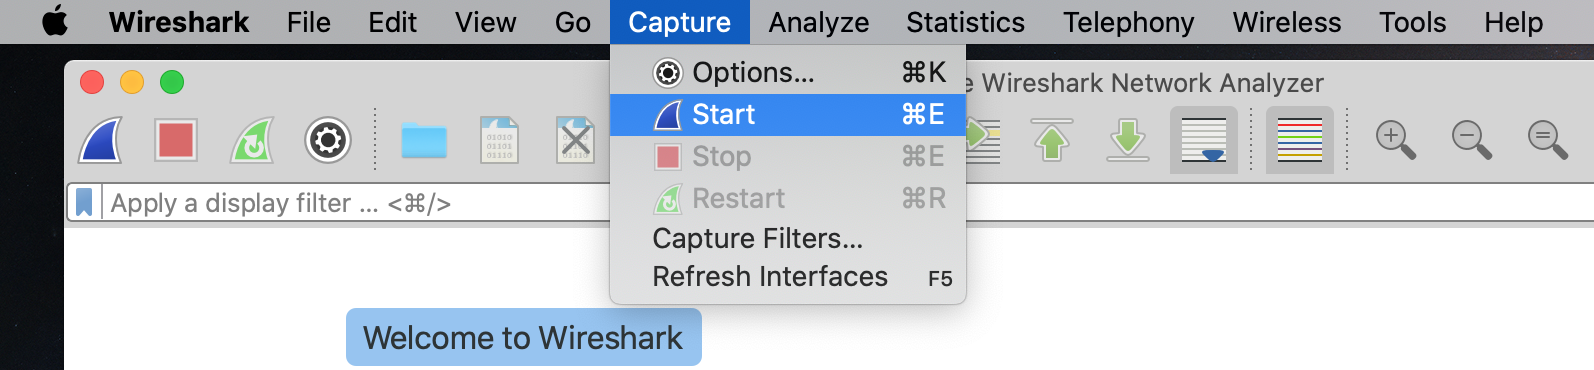 Wireshark File Edit View Go Capture Analyze Statistics Telephony Wireless Tools Help
Wireshark Network Analyzer
Options... ⌘K
Start ⌘E
Stop ⌘E
Restart ⌘R
Capture Filters...
Refresh Interfaces F5
Apply a display filter ... <⌘/>
Welcome to Wireshark